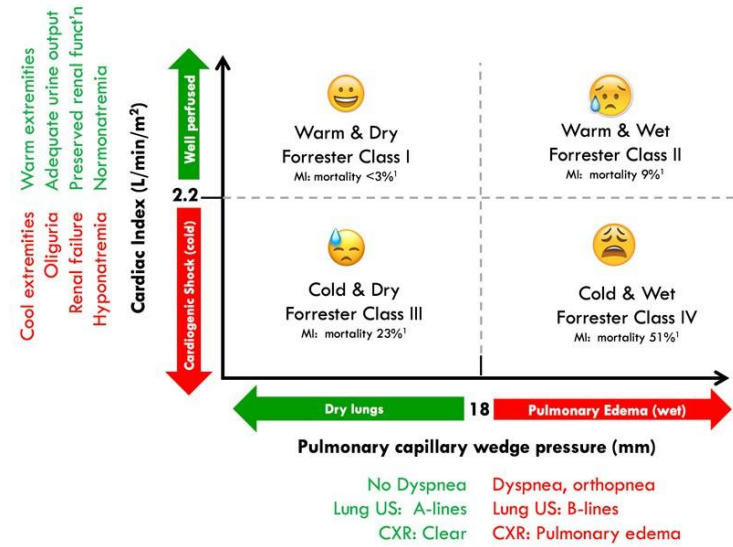 Warm extremities
Adequate urine output
Preserved renal funct'n
Normonatremia
Cool extremities
Oliguria
Renal failure
Hyponatremia
Cardiac Index (L/min/m²)
Well perfused
2.2
Cardiogenic Shock (cold)
Warm & Dry
Forrester Class I
MI: mortality <3%¹
Warm & Wet
Forrester Class II
MI: mortality 9%¹
Cold & Dry
Forrester Class III
MI: mortality 23%¹
Cold & Wet
Forrester Class IV
MI: mortality 51%¹
Dry lungs
18
Pulmonary Edema (wet)
Pulmonary capillary wedge pressure (mm)
No Dyspnea
Lung US: A-lines
CXR: Clear
Dyspnea, orthopnea
Lung US: B-lines
CXR: Pulmonary edema